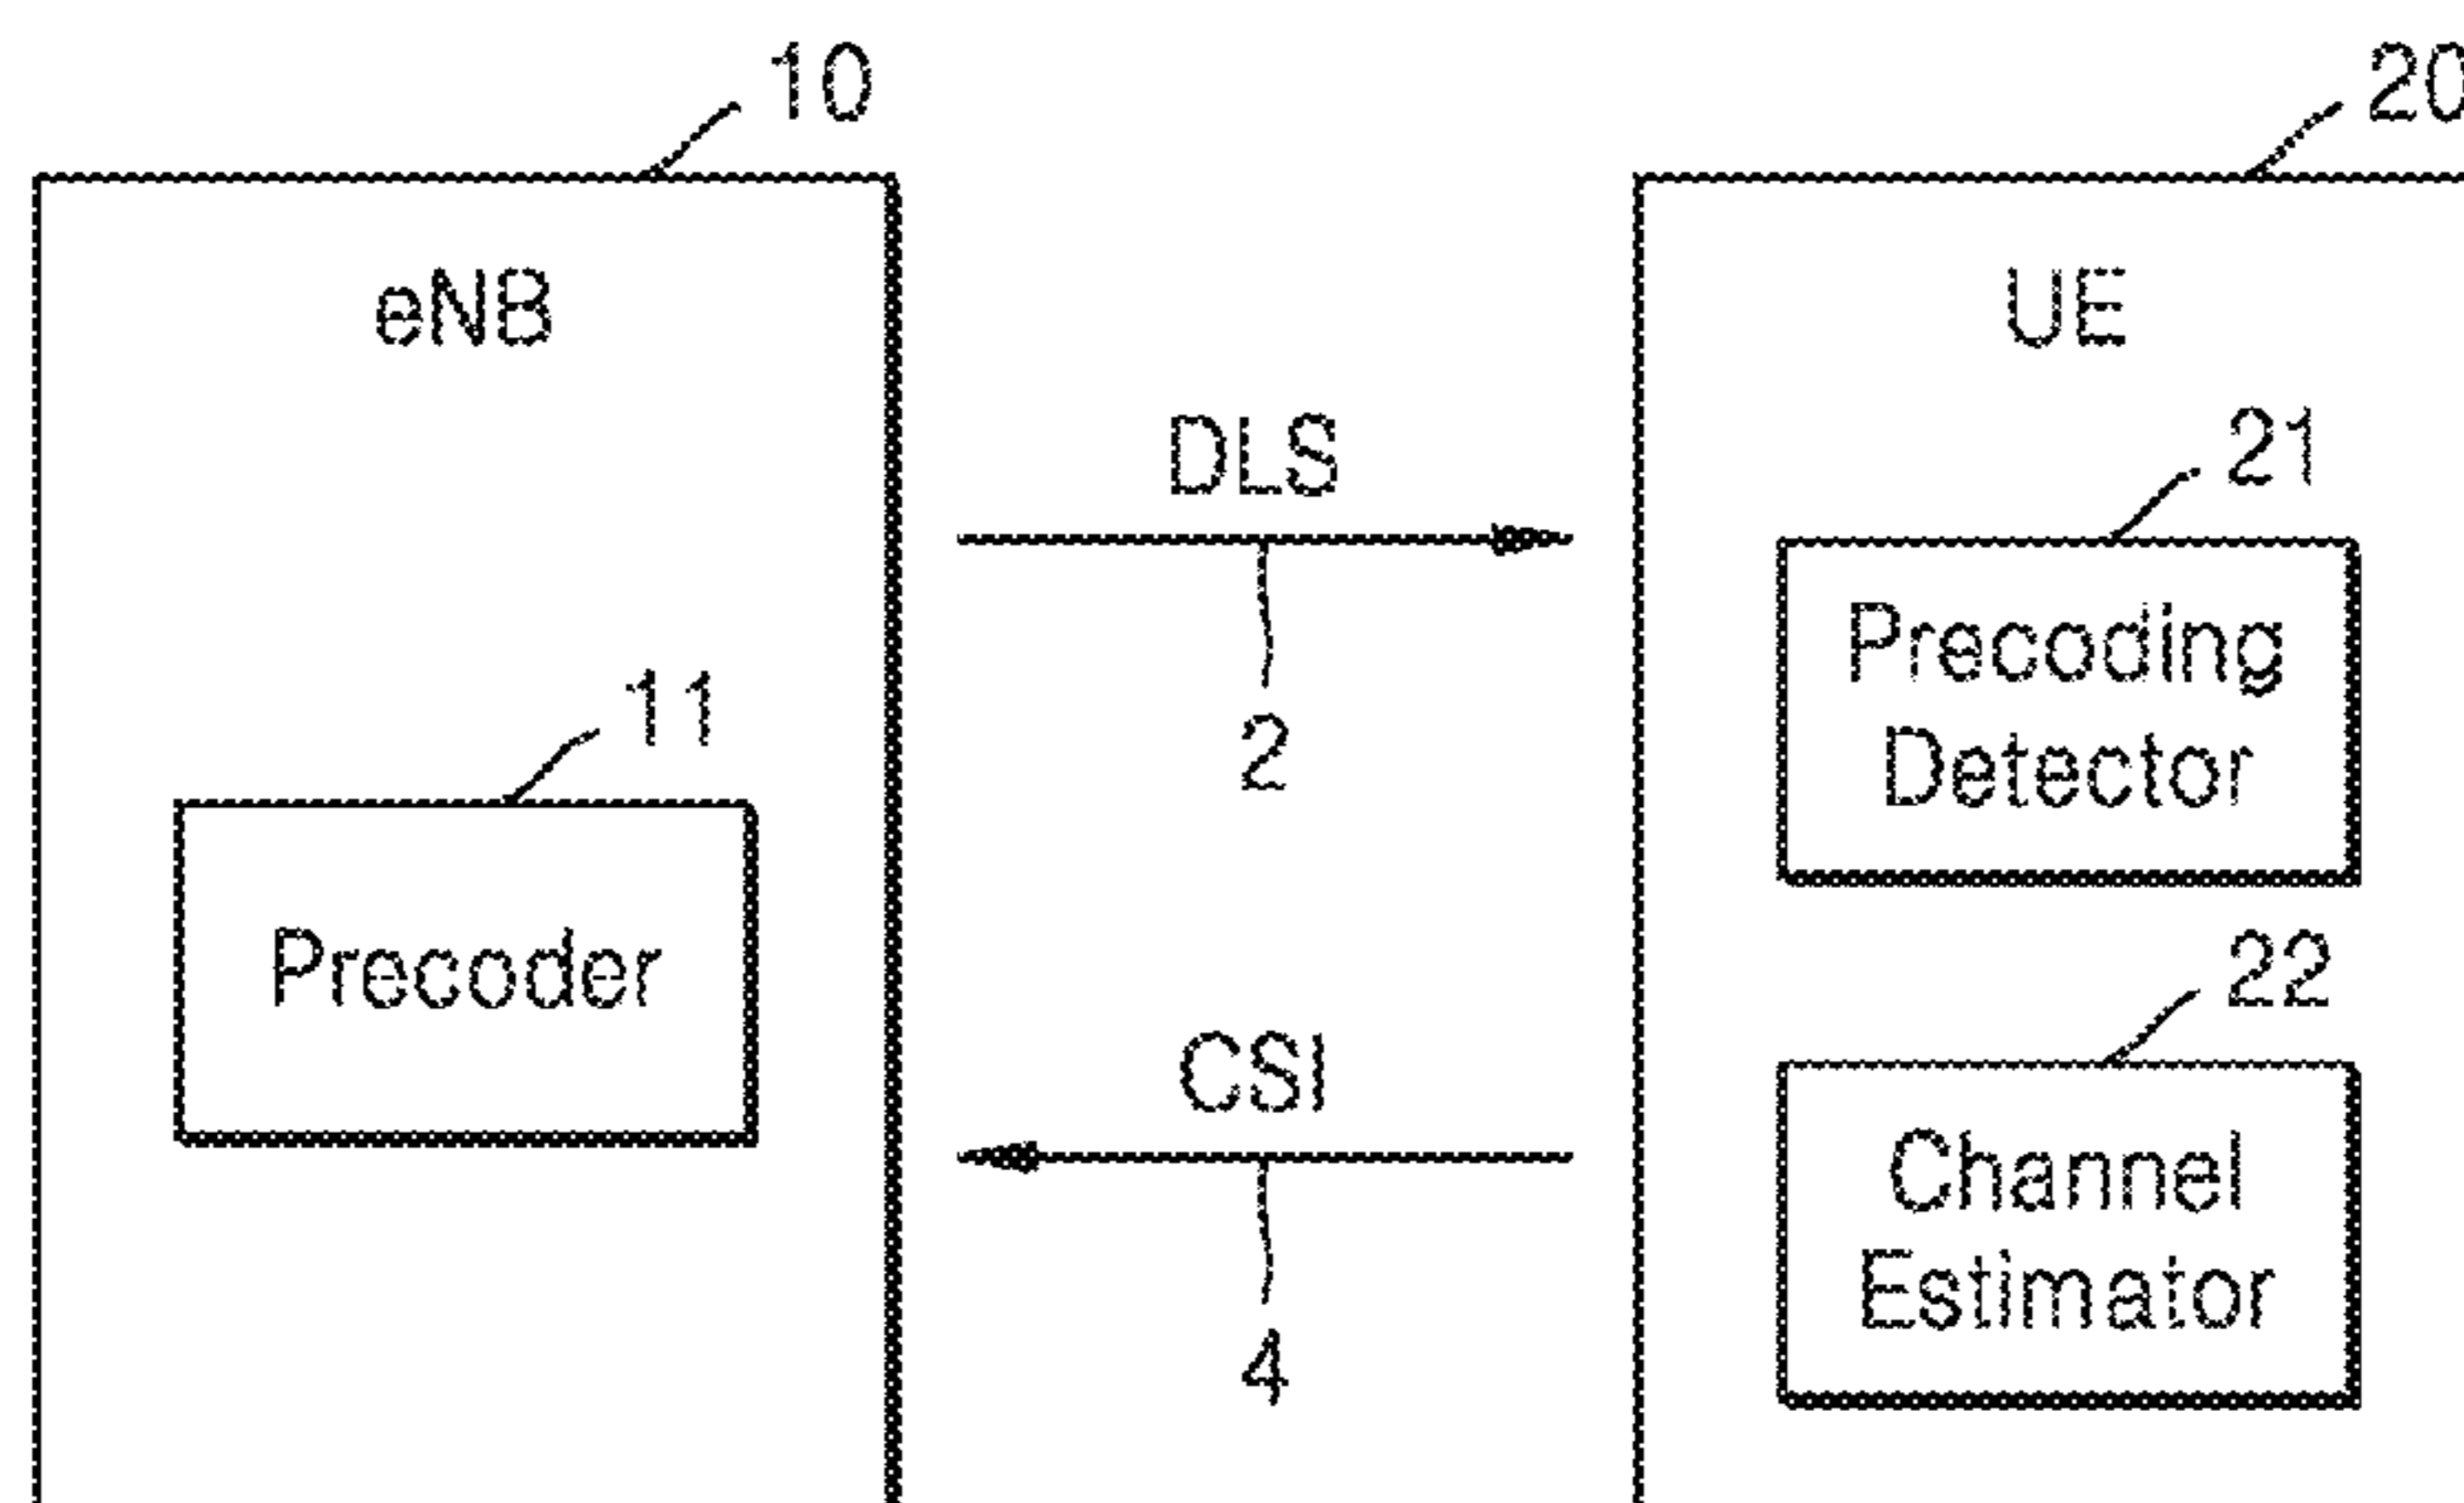 10
20
eNB
UE
DLS
2
21
Precoding
Detector
11
Precoder
CSI
4
22
Channel
Estimator